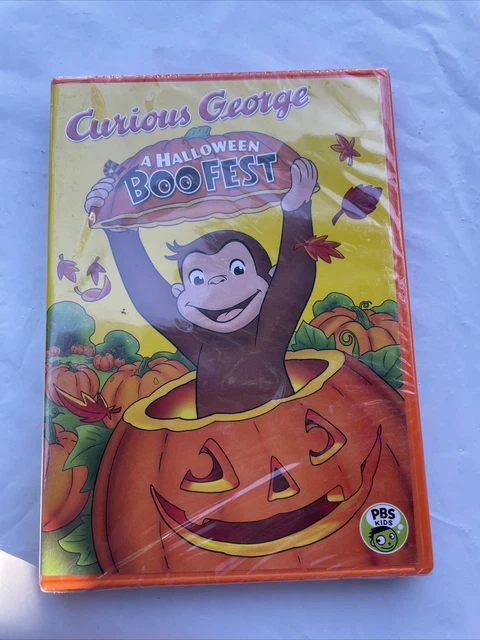 Curious George
A HALLOWEEN
BOO FEST
PBS
KIDS